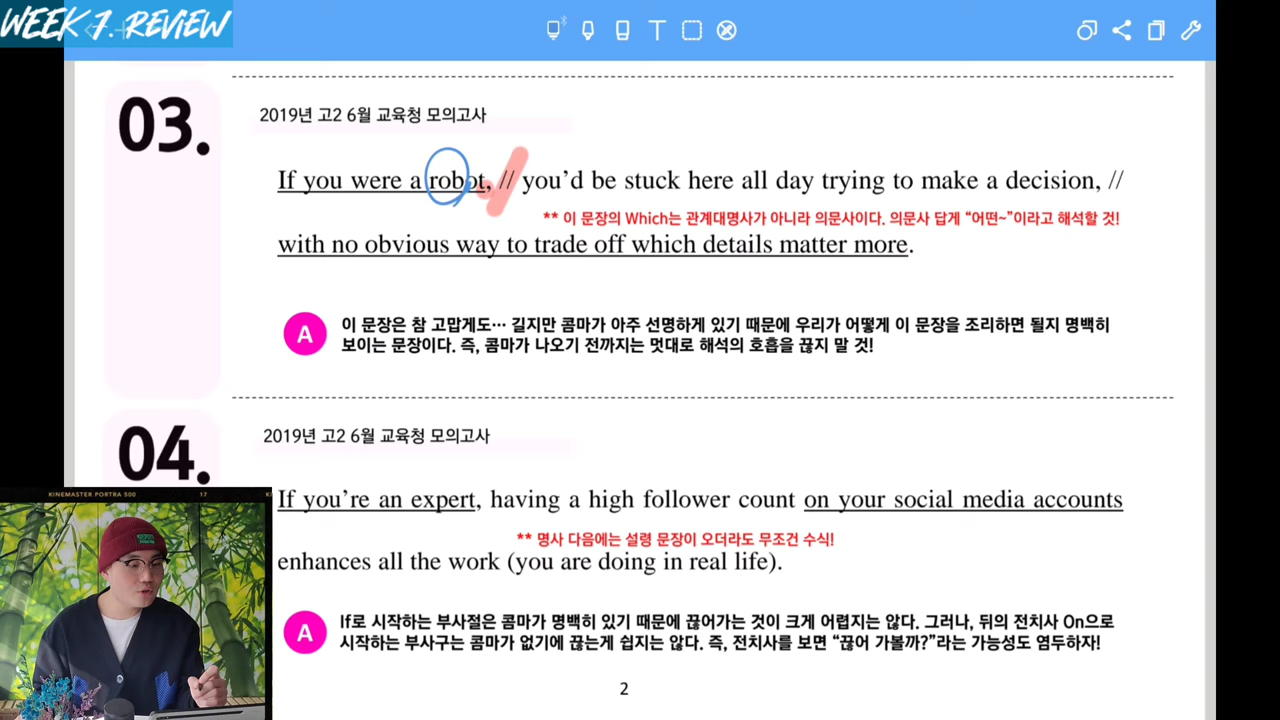 WEEK 7. REVIEW
03.
2019년 고2 6월 교육청 모의고사
If you were a robot, // you’d be stuck here all day trying to make a decision, //
** 이 문장의 Which는 관계대명사가 아니라 의문사이다. 의문사 답게 “어떤~”이라고 해석할 것!
with no obvious way to trade off which details matter more.
A
이 문장은 참 고맙게도… 길지만 콤마가 아주 선명하게 있기 때문에 우리가 어떻게 이 문장을 조리하면 될지 명백히
보이는 문장이다. 즉, 콤마가 나오기 전까지는 멋대로 해석의 호흡을 끊지 말 것!
04.
2019년 고2 6월 교육청 모의고사
If you’re an expert, having a high follower count on your social media accounts
** 명사 다음에는 설령 문장이 오더라도 무조건 수식!
enhances all the work (you are doing in real life).
A
If로 시작하는 부사절은 콤마가 명백히 있기 때문에 끊어가는 것이 크게 어렵지는 않다. 그러나, 뒤의 전치사 On으로
시작하는 부사구는 콤마가 없기에 끊는게 쉽지는 않다. 즉, 전치사를 보면 “끊어 가볼까?”라는 가능성도 염두하자!
2
KINEMASTER PORTRA 500
17